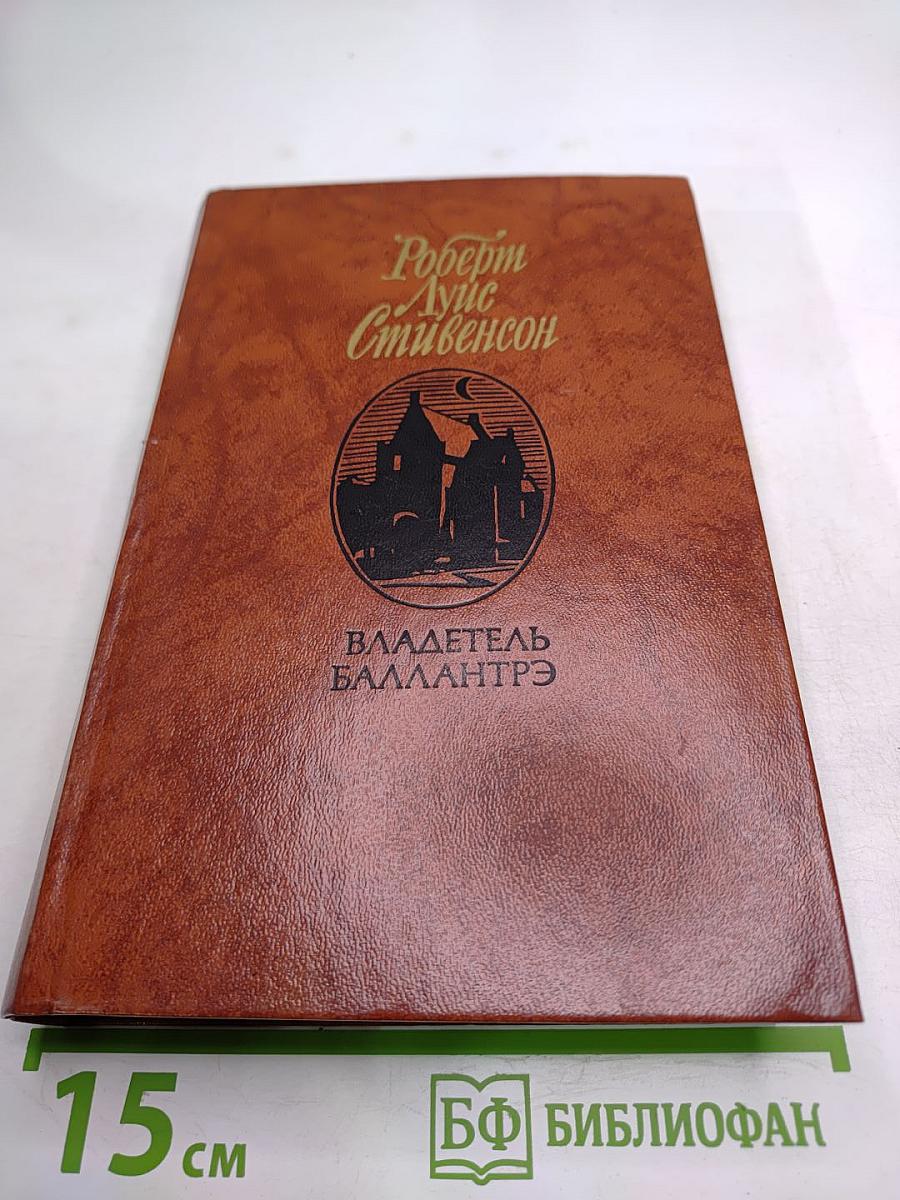 Роберт
Луис
Стивенсон
ВЛАДЕТЕЛЬ
БАЛЛАНТРЭ
15 см
БФ БИБЛИОФАН